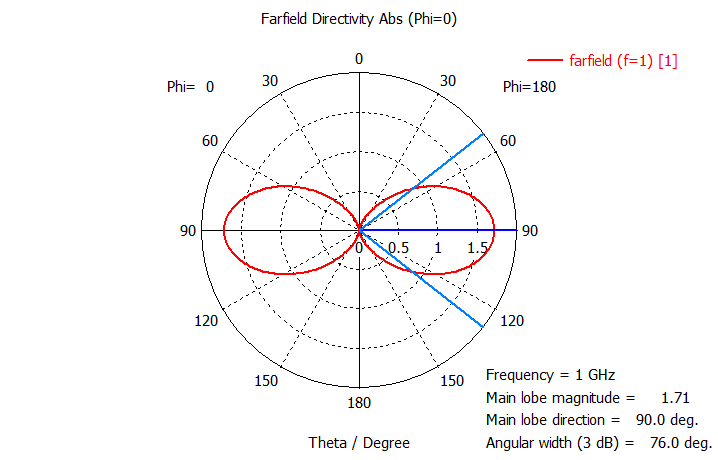 Farfield Directivity Abs (Phi=0)
farfield (f=1) [1]
Phi= 0
30
0
30
Phi=180
60
60
90
0
0.5
1
1.5
90
120
120
150
180
150
Frequency = 1 GHz
Main lobe magnitude = 1.71
Main lobe direction = 90.0 deg.
Angular width (3 dB) = 76.0 deg.
Theta / Degree